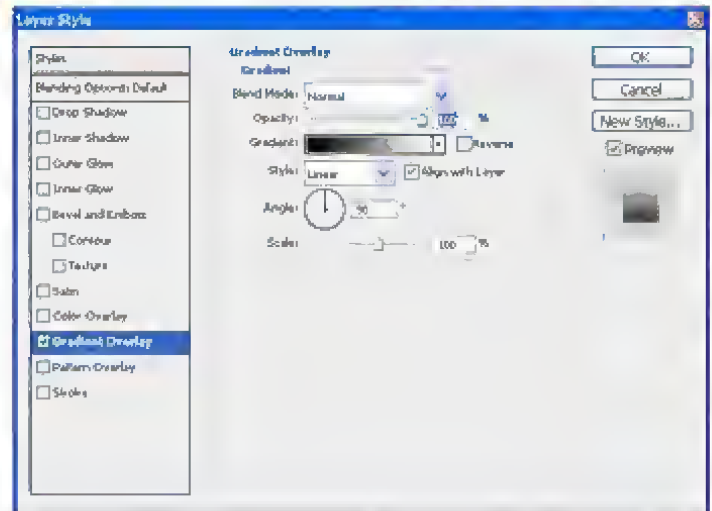 Layer Style
Styles
Blending Options: Default
Drop Shadow
Inner Shadow
Outer Glow
Inner Glow
Bevel and Emboss
Contour
Texture
Satin
Color Overlay
Gradient Overlay
Pattern Overlay
Stroke
Gradient Overlay
Gradient
Blend Mode: Normal
Opacity: 100 %
Gradient: Reverse
Style: Linear Align with Layer
Angle: 90 °
Scale: 100 %
OK
Cancel
New Style...
Preview